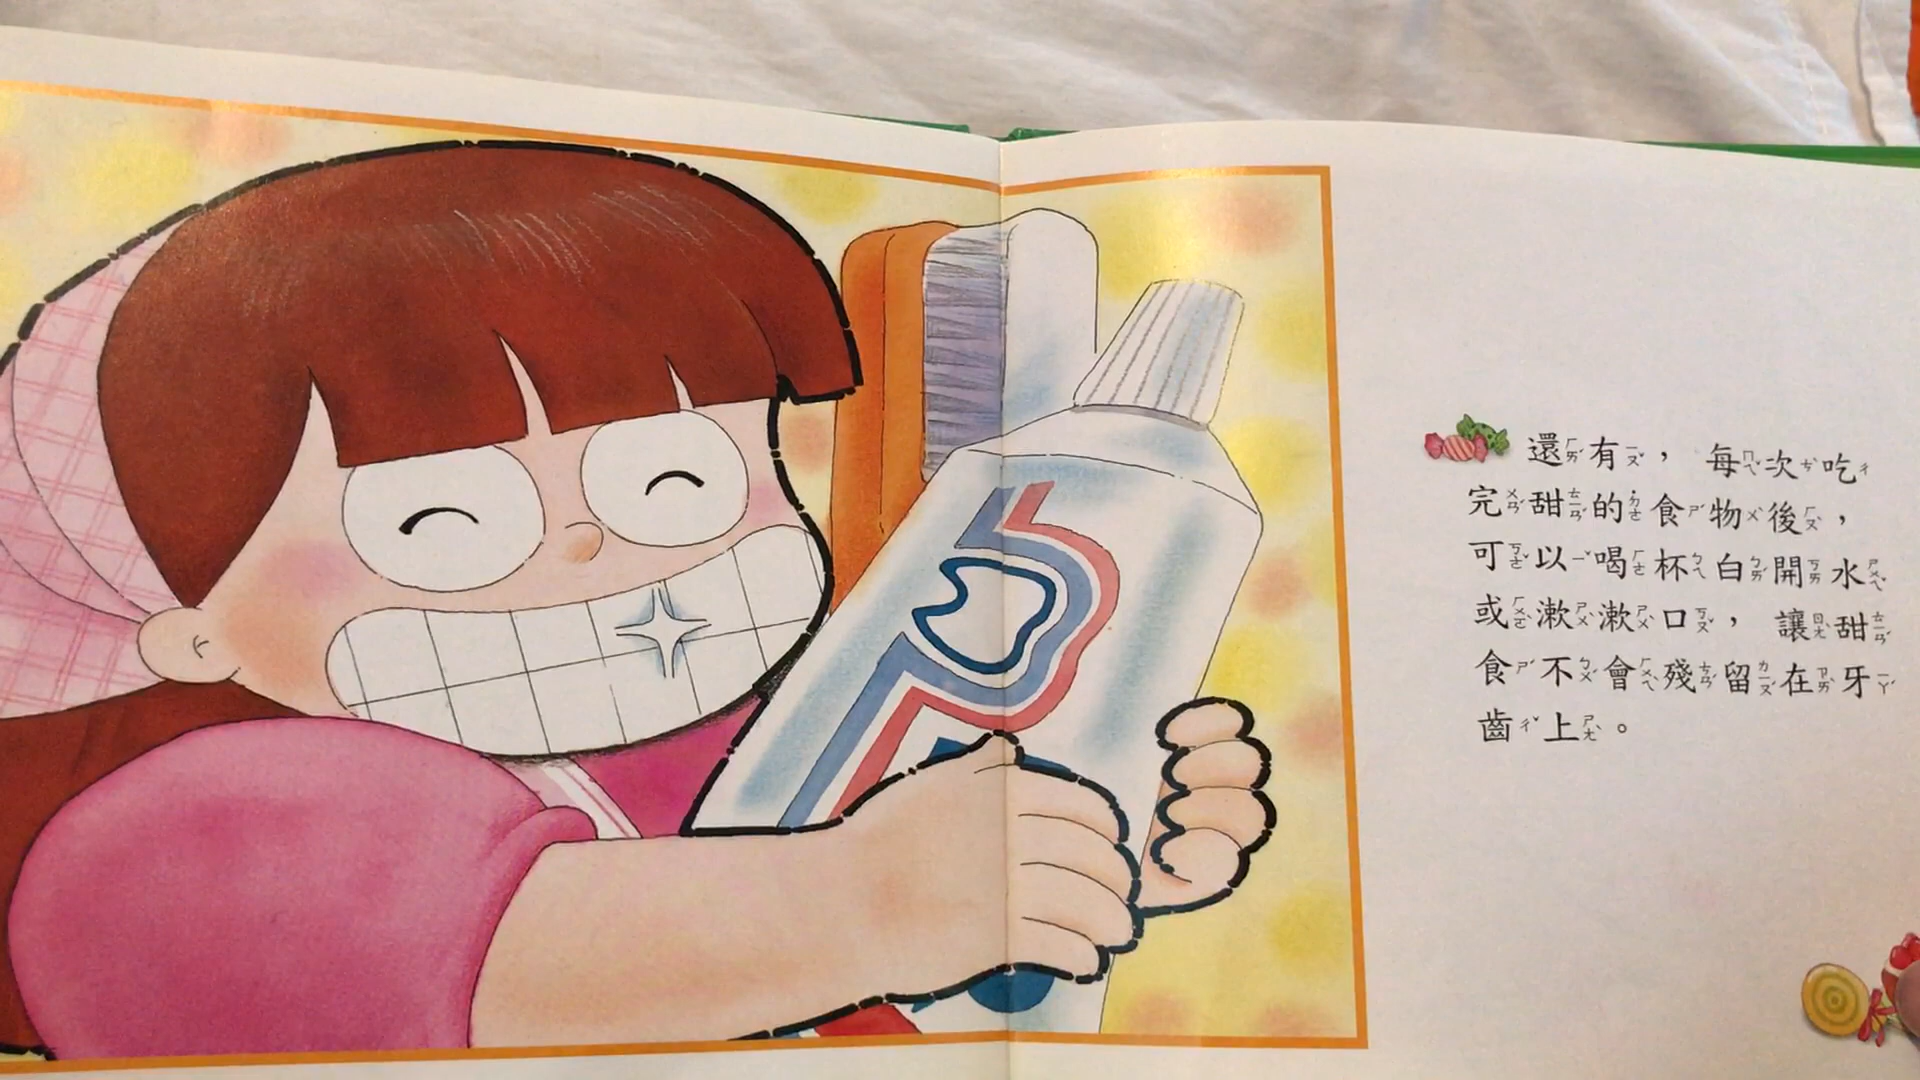 還有，每次吃
完甜的食物後，
可以喝杯白開水
或漱漱口，讓甜
食不會殘留在牙
齒上。